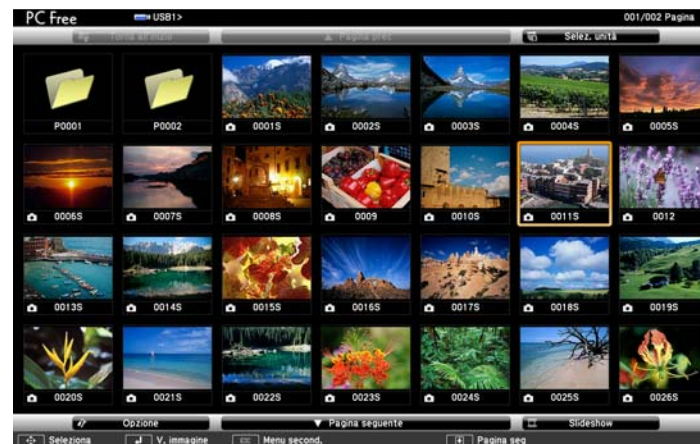 PC Free USB1> 001/002 Pagina
Torna all'inizio ▲ Pagina prec Selez. unità
P0001 P0002 0001S 0002S 0003S 0004S 0005S
0006S 0007S 0008S 0009 0010S 0011S 0012
0013S 0014S 0015S 0016S 0017S 0018S 0019S
0020S 0021S 0022S 0023S 0024S 0025S 0026S
Opzione ▼ Pagina seguente Slideshow
Seleziona V. immagine ESC Menu second. Pagina seg